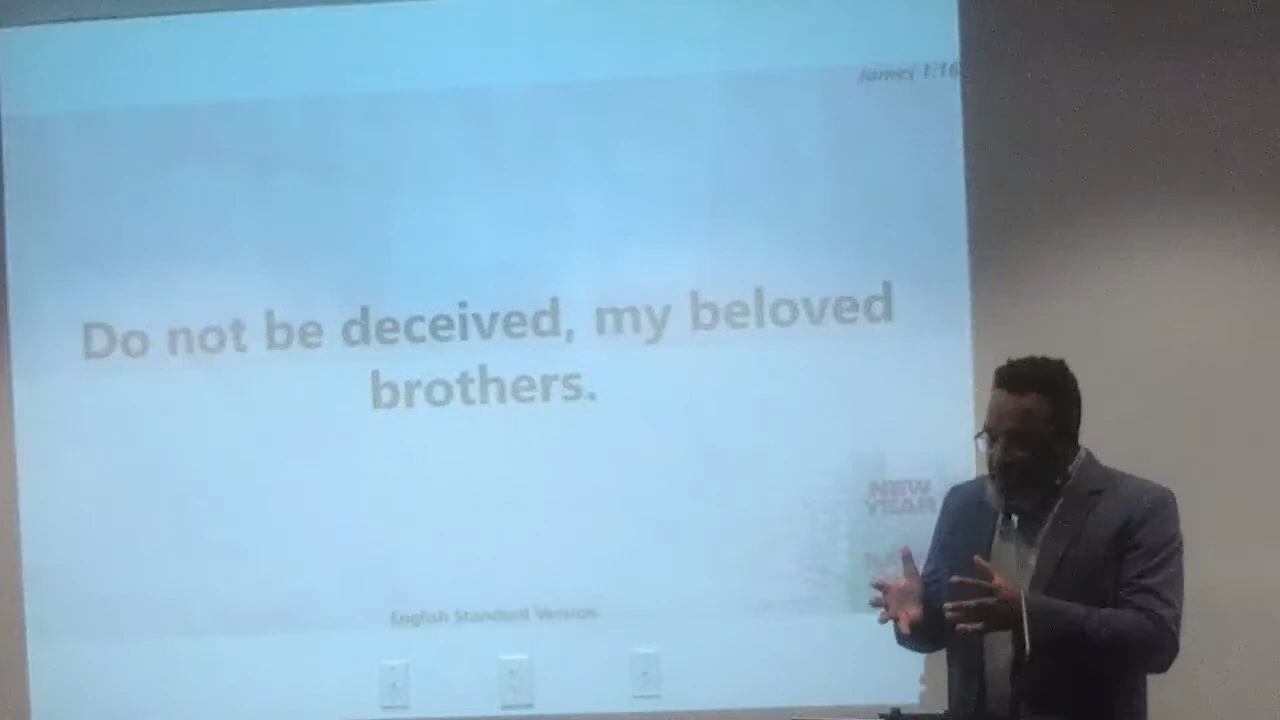 James 1:16
Do not be deceived, my beloved
brothers.
NEW
YEAR
English Standard Version